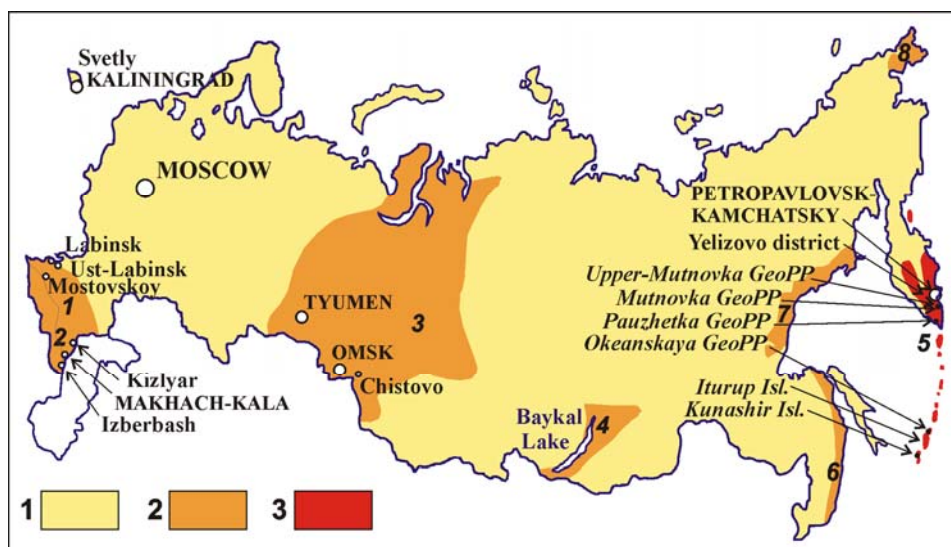 Svetly
KALININGRAD
MOSCOW
8
PETROPAVLOVSK-
KAMCHATSKY
Yelizovo district
Upper-Mutnovka GeoPP
Mutnovka GeoPP
Pauzhetka GeoPP
Okeanskaya GeoPP
Labinsk
Ust-Labinsk
Mostovskoy
1
2
TYUMEN
3
7
5
OMSK
Chistovo
Kizlyar
MAKHACH-KALA
Izberbash
Iturup Isl.
Kunashir Isl.
Baykal
Lake
4
6
1
2
3